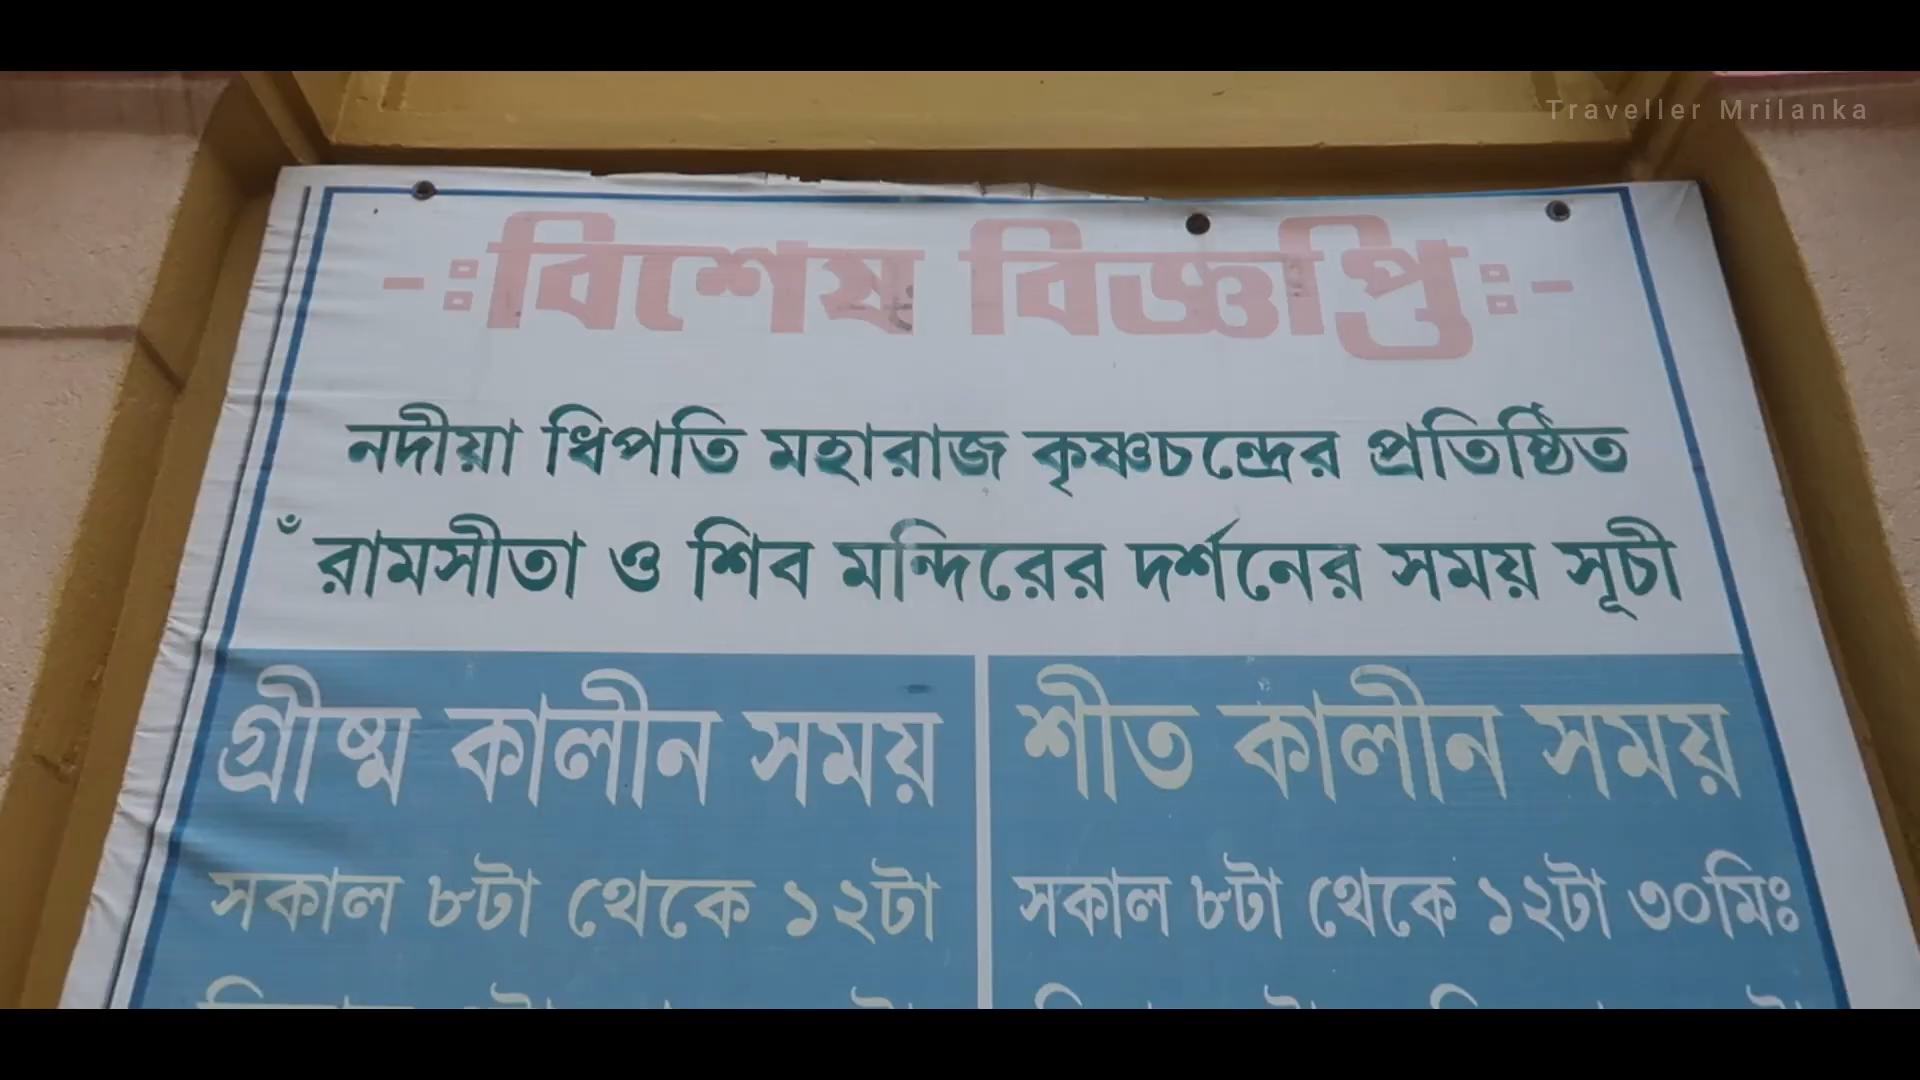 Traveller Mrilanka
-ঃবিশেষ বিজ্ঞপ্তিঃ-
নদীয়া ধিপতি মহারাজ কৃষ্ণচন্দ্রের প্রতিষ্ঠিত
ঁরামসীতা ও শিব মন্দিরের দর্শনের সময় সূচী
গ্রীষ্ম কালীন সময়
সকাল ৮টা থেকে ১২টা
শীত কালীন সময়
সকাল ৮টা থেকে ১২টা ৩০মিঃ